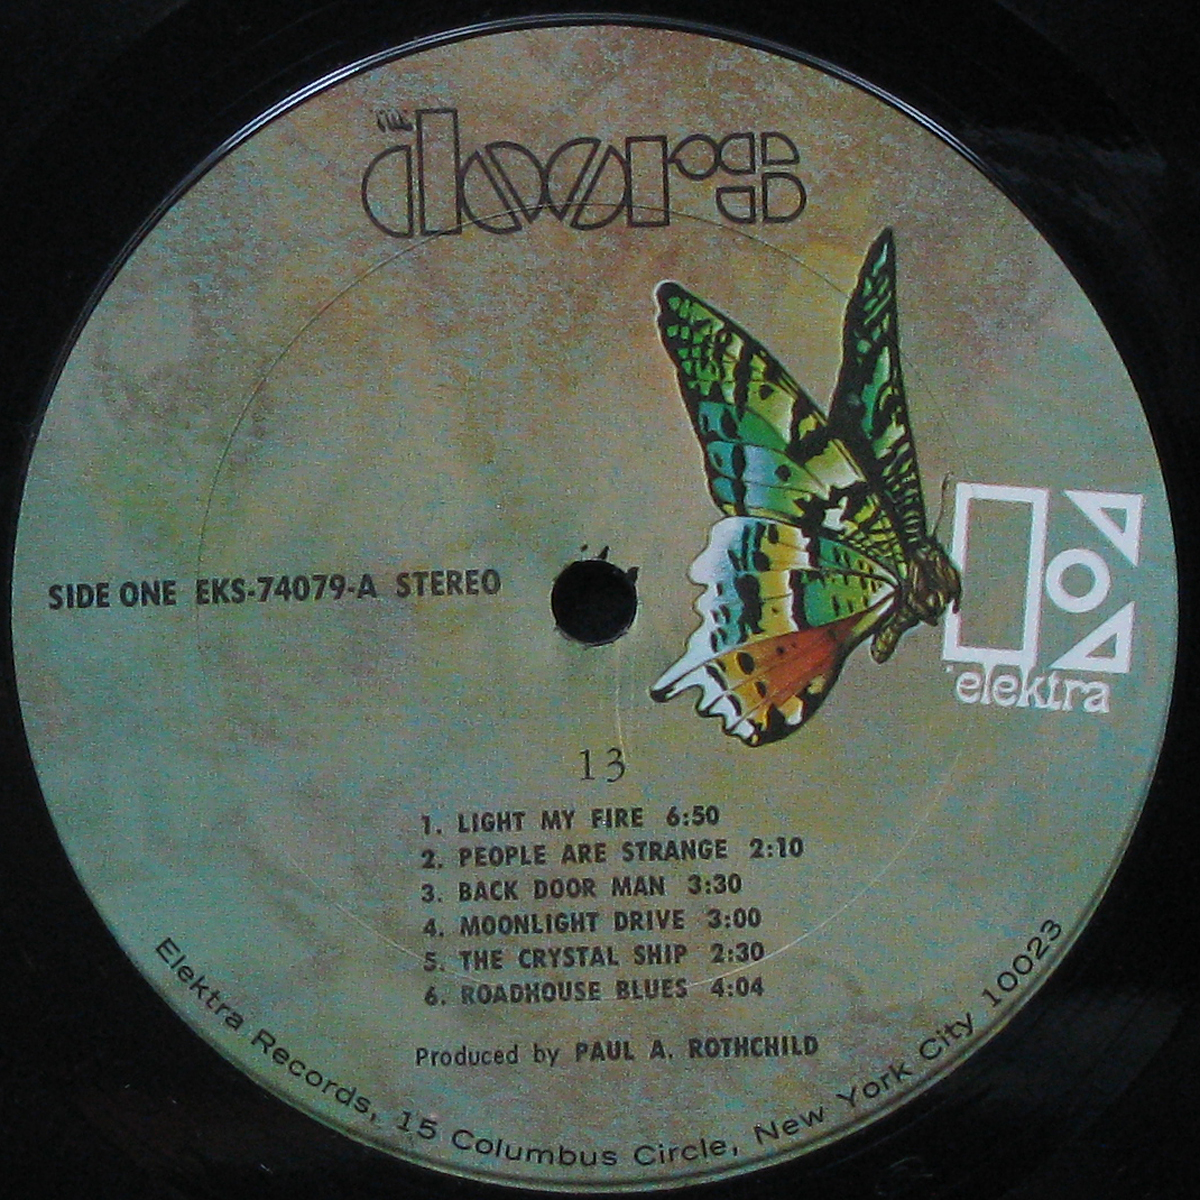 THE
doors
elektra
SIDE ONE EKS-74079-A STEREO
13
1. LIGHT MY FIRE 6:50
2. PEOPLE ARE STRANGE 2:10
3. BACK DOOR MAN 3:30
4. MOONLIGHT DRIVE 3:00
5. THE CRYSTAL SHIP 2:30
6. ROADHOUSE BLUES 4:04
Produced by PAUL A. ROTHCHILD
Elektra Records, 15 Columbus Circle, New York City 10023